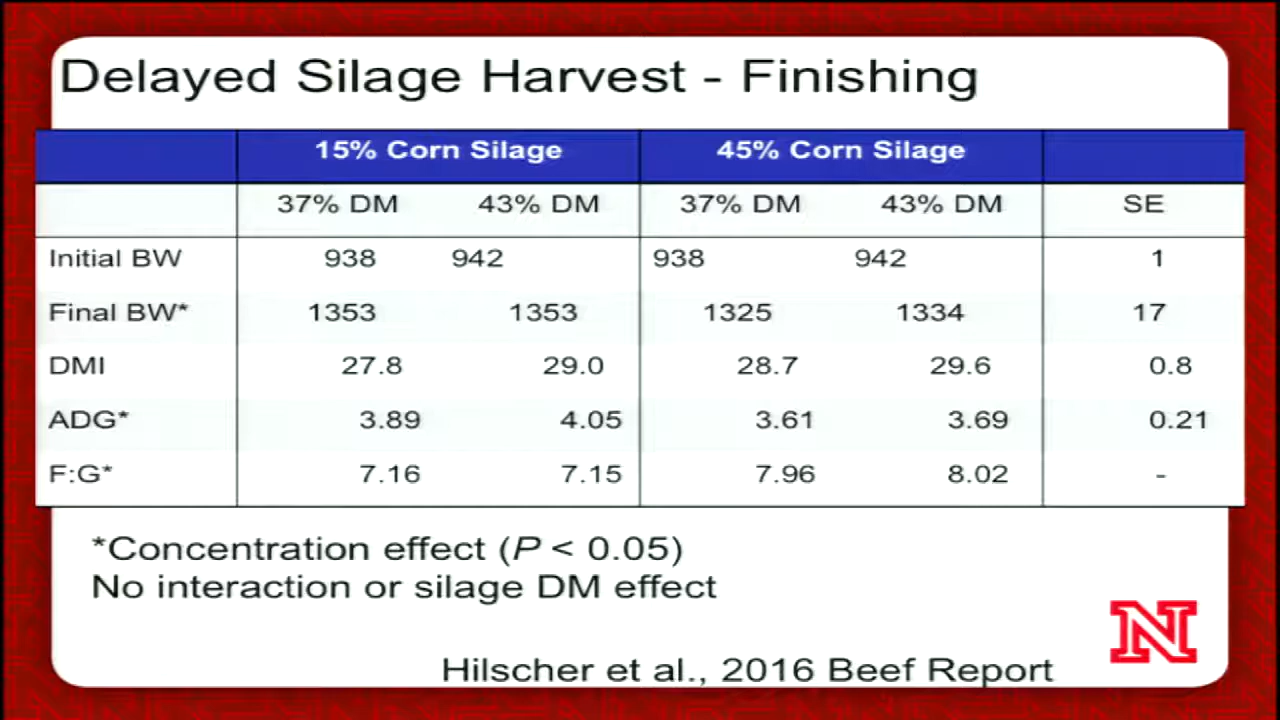 Delayed Silage Harvest - Finishing
15% Corn Silage 45% Corn Silage
37% DM 43% DM 37% DM 43% DM SE
Initial BW 938 942 938 942 1
Final BW* 1353 1353 1325 1334 17
DMI 27.8 29.0 28.7 29.6 0.8
ADG* 3.89 4.05 3.61 3.69 0.21
F:G* 7.16 7.15 7.96 8.02 -
*Concentration effect (P < 0.05)
No interaction or silage DM effect
N
Hilscher et al., 2016 Beef Report